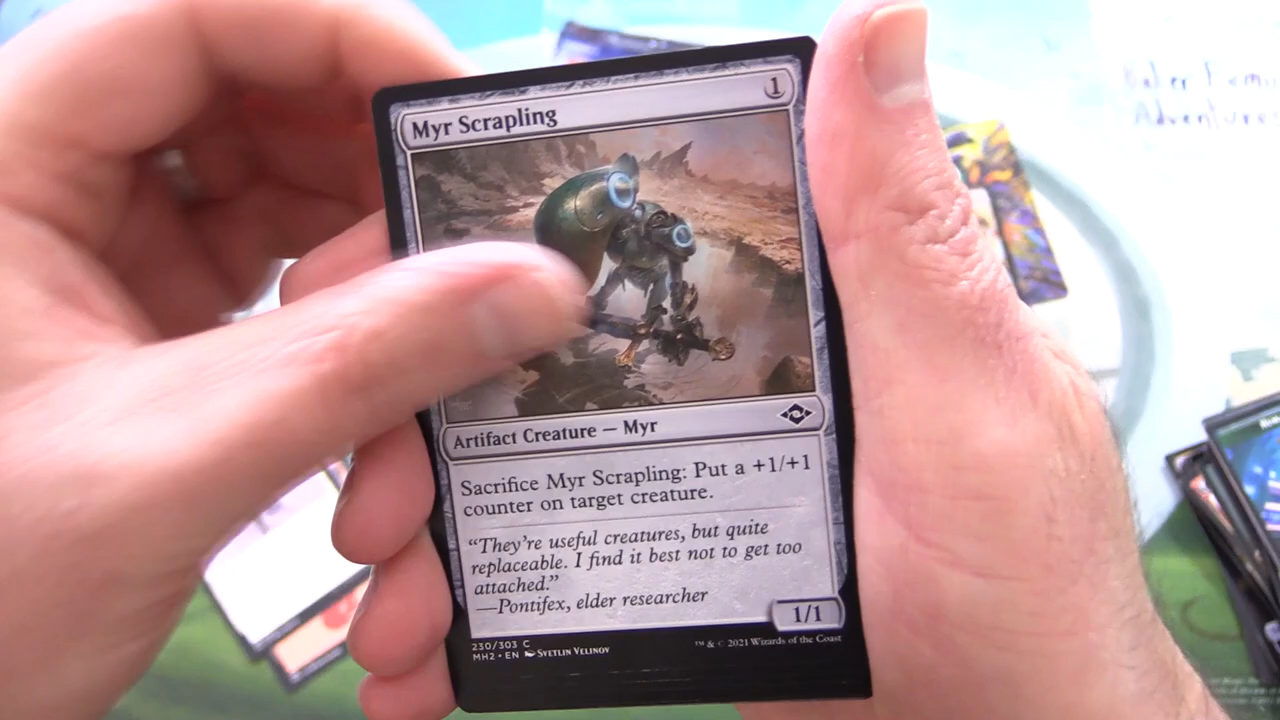 Myr Scrapling 1
Artifact Creature — Myr
Sacrifice Myr Scrapling: Put a +1/+1
counter on target creature.
“They’re useful creatures, but quite
replaceable. I find it best not to get too
attached.”
—Pontifex, elder researcher
1/1
230/303 C
MH2 • EN Svetlin Velinov
™ & © 2021 Wizards of the Coast
Adventures